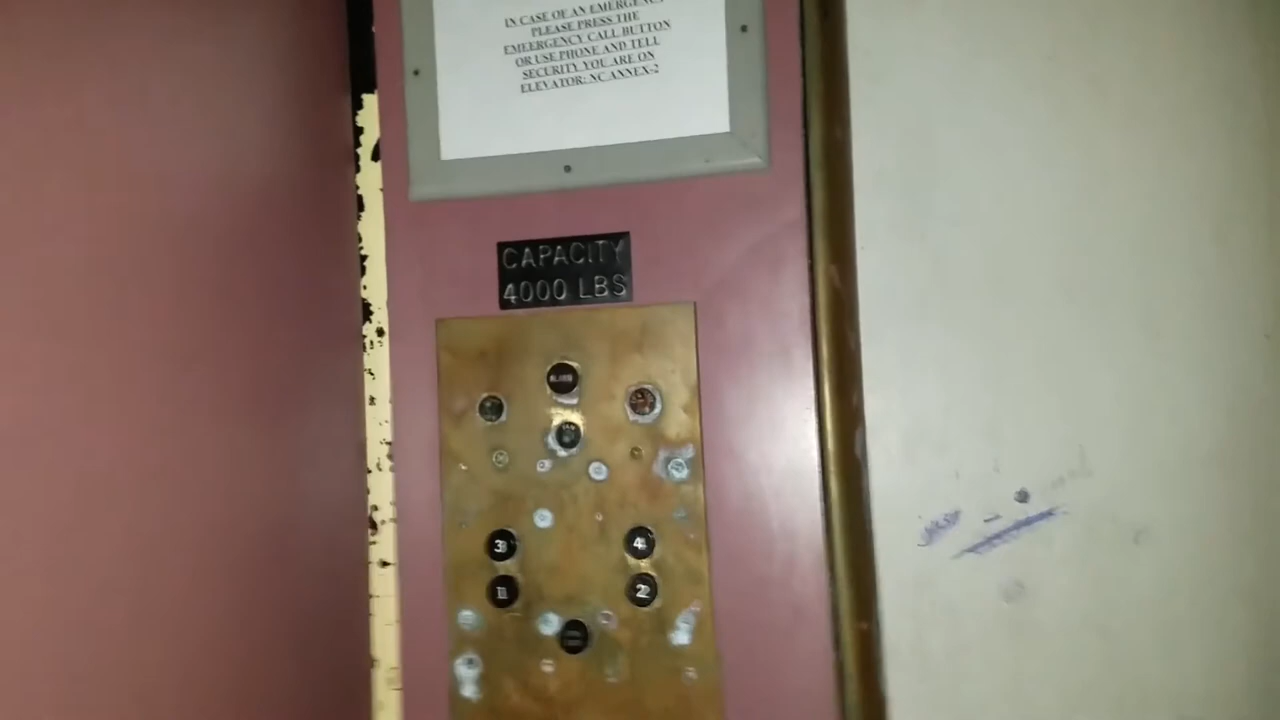 IN CASE OF AN EMERGENCY
PLEASE PRESS THE
EMEERGENCY CALL BUTTON
OR USE PHONE AND TELL
SECURITY YOU ARE ON
ELEVATOR: NC ANNEX-2
CAPACITY
4000 LBS
ALARM
3 4
1 2